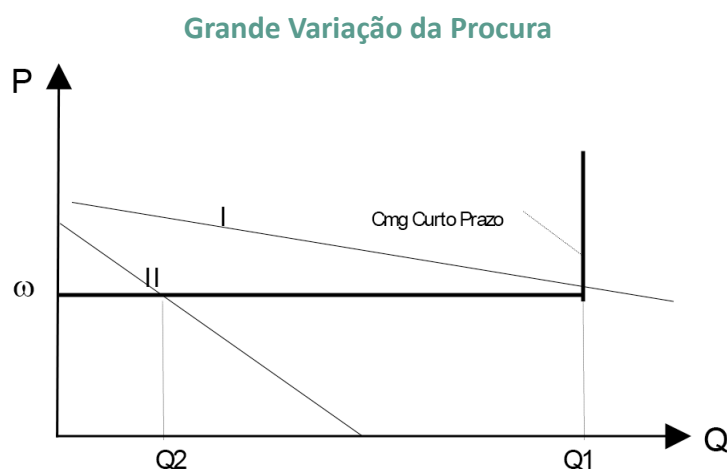 Grande Variação da Procura
P
I
Cmg Curto Prazo
II
ω
Q
Q2
Q1